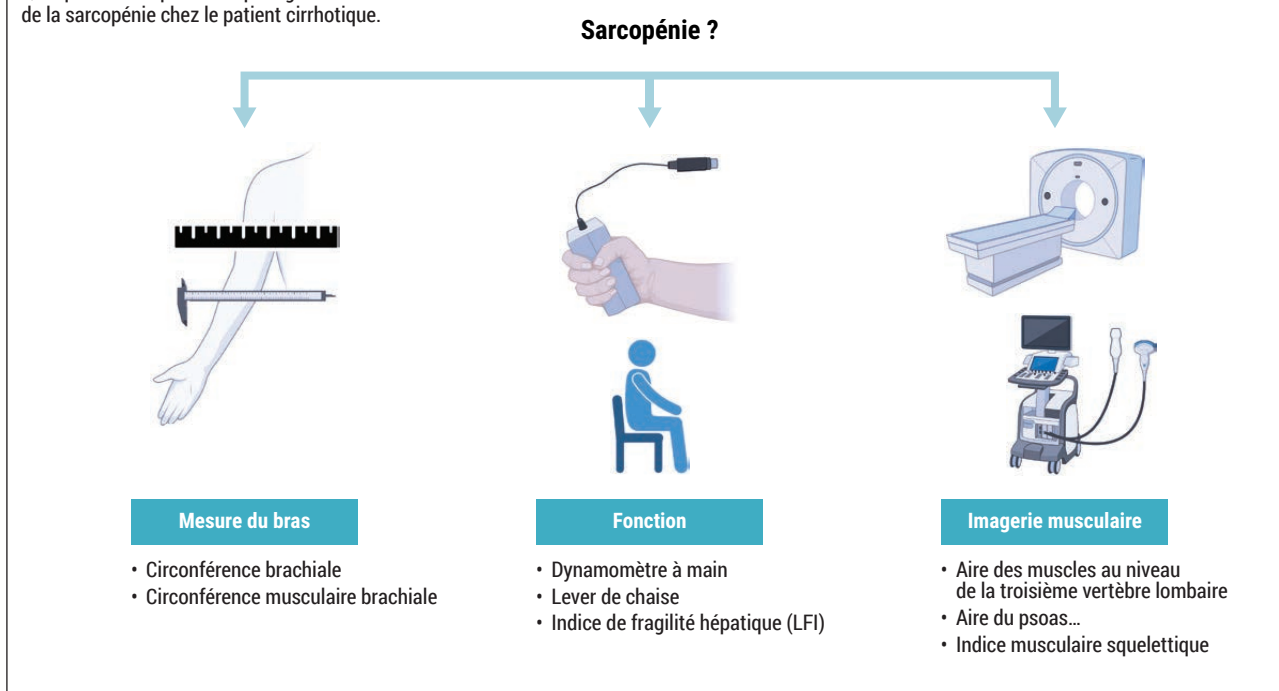 de la sarcopénie chez le patient cirrhotique.
Sarcopénie ?
Mesure du bras
• Circonférence brachiale
• Circonférence musculaire brachiale
Fonction
• Dynamomètre à main
• Lever de chaise
• Indice de fragilité hépatique (LFI)
Imagerie musculaire
• Aire des muscles au niveau
de la troisième vertèbre lombaire
• Aire du psoas…
• Indice musculaire squelettique